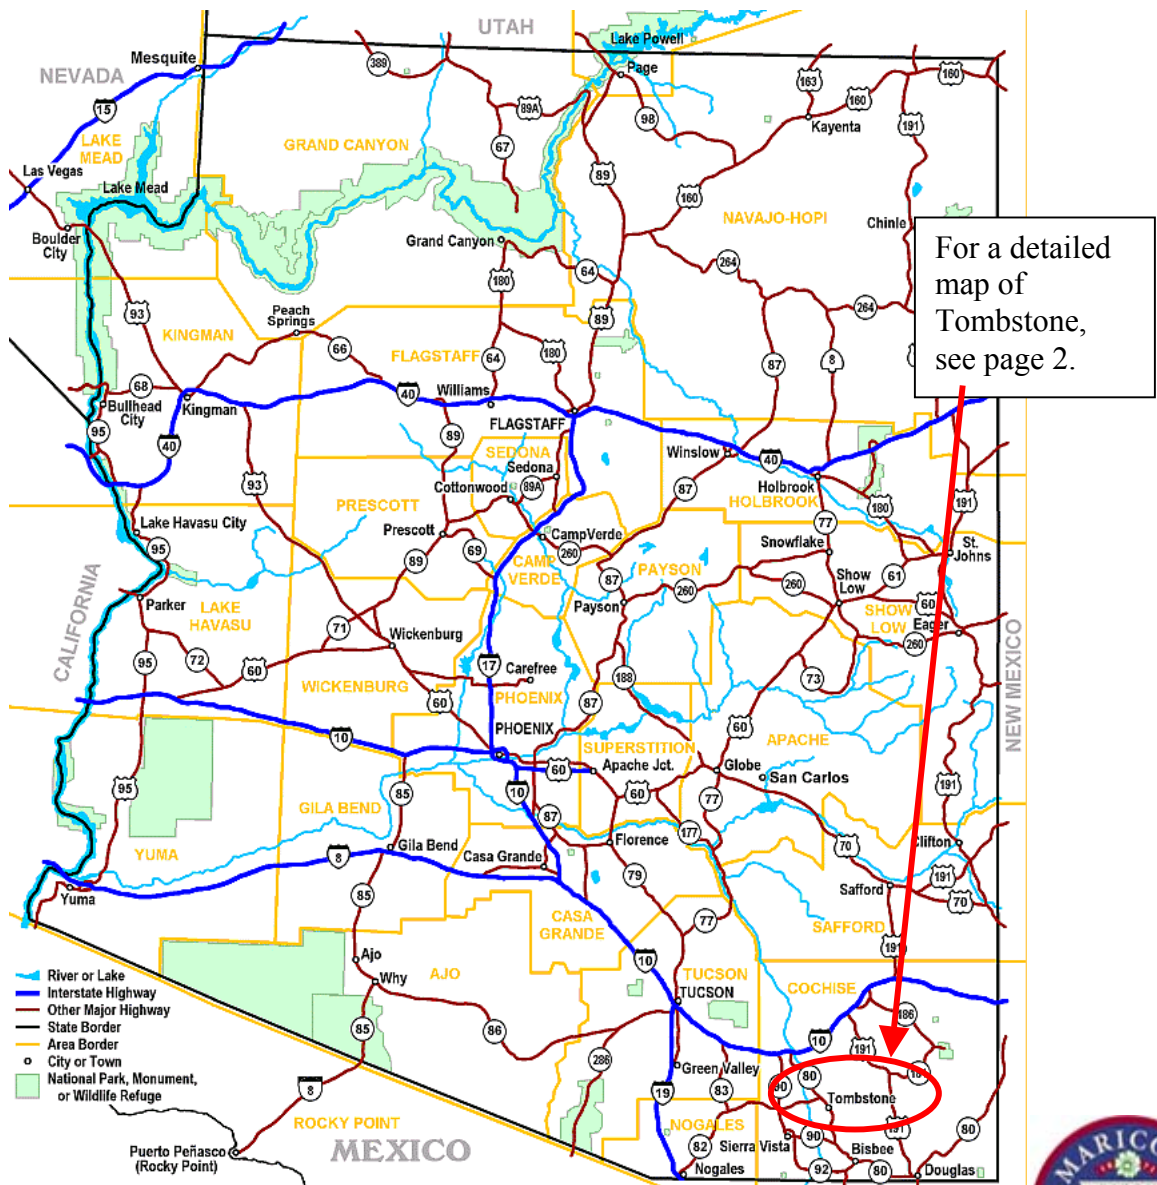 UTAH
Lake Powell
Mesquite
NEVADA
389
Page
163
160
15
89A
98
160
Kayenta
191
LAKE
MEAD
GRAND CANYON
67
Las Vegas
89
Lake Mead
160
NAVAJO-HOPI
Chinle
Boulder
City
Grand Canyon
For a detailed
map of
Tombstone,
see page 2.
264
64
180
264
93
Peach
Springs
89
KINGMAN
66
FLAGSTAFF
64
180
87
8
68
Kingman
Williams
40
Bullhead
City
FLAGSTAFF
95
40
89
SEDONA
Sedona
Winslow
40
93
Cottonwood
89A
87
Holbrook
HOLBROOK
180
191
PRESCOTT
Lake Havasu City
Prescott
CampVerde
77
95
69
260
Snowflake
St.
Johns
89
CAMP
VERDE
PAYSON
87
260
260
Show
Low
61
Parker
LAKE
HAVASU
Payson
60
SHOW
LOW
Eager
CALIFORNIA
71
Wickenburg
260
95
72
60
17
Carefree
188
73
NEW MEXICO
WICKENBURG
60
PHOENIX
87
60
PHOENIX
10
SUPERSTITION
APACHE
60
Apache Jct.
Globe
San Carlos
95
85
10
60
77
191
GILA BEND
87
177
YUMA
8
Gila Bend
Florence
70
Clifton
Casa Grande
79
191
Yuma
85
Safford
70
77
CASA
GRANDE
SAFFORD
191
Ajo
10
AJO
TUCSON
COCHISE
Why
TUCSON
River or Lake
Interstate Highway
Other Major Highway
State Border
Area Border
City or Town
National Park, Monument,
or Wildlife Refuge
85
86
186
10
191
286
Green Valley
90
80
181
8
19
83
Tombstone
ROCKY POINT
NOGALES
191
80
MEXICO
82
Sierra Vista
90
Bisbee
Puerto Peñasco
(Rocky Point)
Nogales
92
80
Douglas